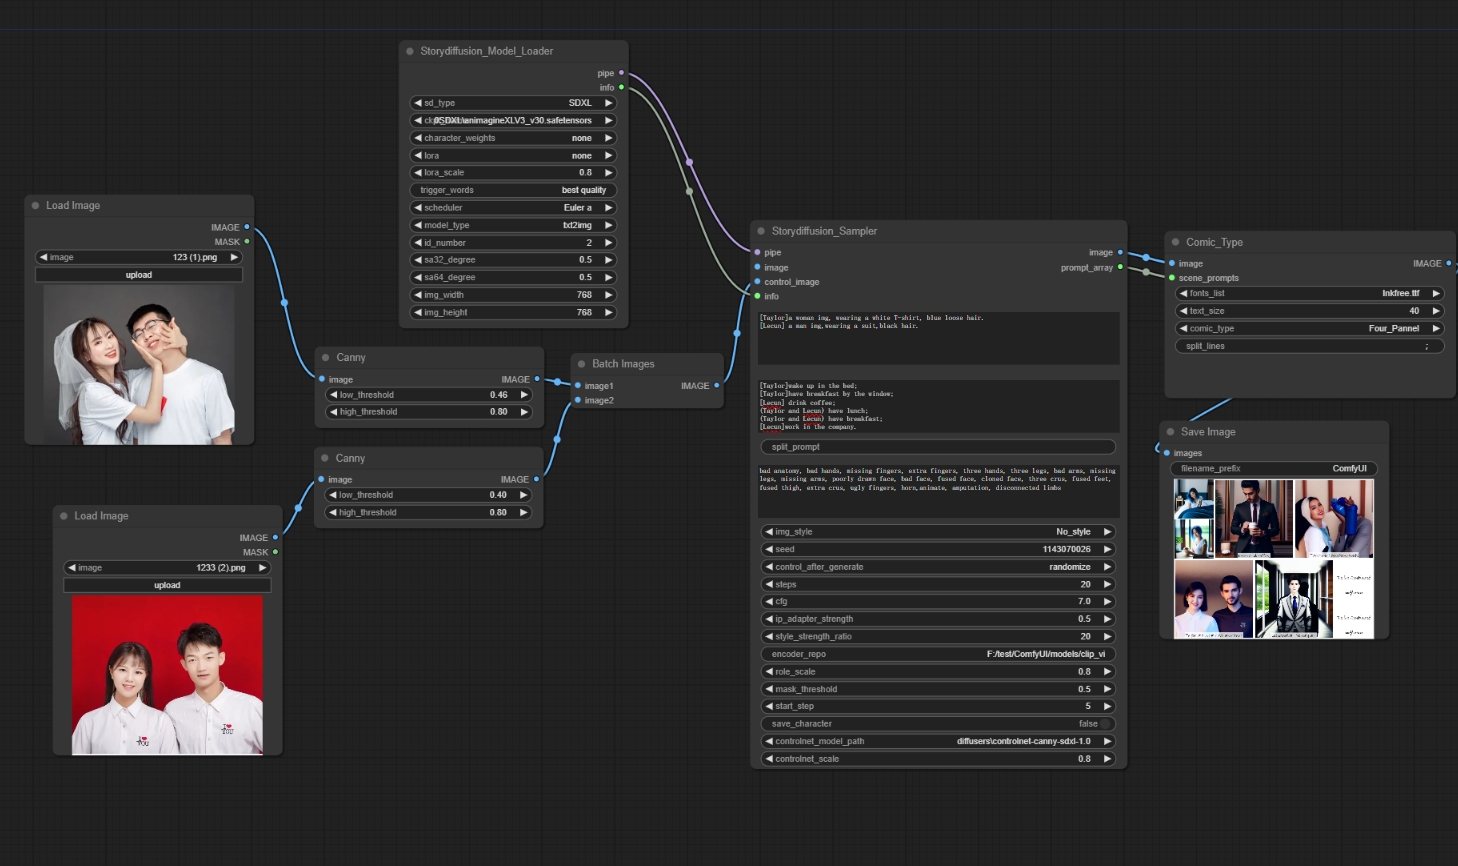 Storydiffusion_Model_Loader
pipe
info
sd_type SDXL
animagineXLV3_v30.safetensors
character_weights none
lora none
lora_scale 0.8
trigger_words best quality
scheduler Euler a
model_type txt2img
id_number 2
sa32_degree 0.5
sa64_degree 0.5
img_width 768
img_height 768
Load Image
IMAGE
MASK
image 123 (1).png
upload
Canny
image IMAGE
low_threshold 0.46
high_threshold 0.80
Canny
image IMAGE
low_threshold 0.40
high_threshold 0.80
Load Image
IMAGE
MASK
image 1233 (2).png
upload
I
YOU
I
YOU
Batch Images
image1 IMAGE
image2
Storydiffusion_Sampler
pipe image
image prompt_array
control_image
info
[Taylor]a woman img, wearing a white T-shirt, blue loose hair.
[Lecun] a man img,wearing a suit,black hair.
[Taylor]wake up in the bed;
[Taylor]have breakfast by the window;
[Lecun] drink coffee;
(Taylor and Lecun) have lunch;
(Taylor and Lecun) have breakfast;
[Lecun]work in the company.
split_prompt
bad anatomy, bad hands, missing fingers, extra fingers, three hands, three legs, bad arms, missing
legs, missing arms, poorly drawn face, bad face, fused face, cloned face, three crus, fused feet,
fused thigh, extra crus, ugly fingers, horn,animate, amputation, disconnected limbs
img_style No_style
seed 1143070026
control_after_generate randomize
steps 20
cfg 7.0
ip_adapter_strength 0.5
style_strength_ratio 20
encoder_repo F:/test/ComfyUI/models/clip_vi
role_scale 0.8
mask_threshold 0.5
start_step 5
save_character false
controlnet_model_path diffusers\controlnet-canny-sdxl-1.0
controlnet_scale 0.8
Comic_Type
image IMAGE
scene_prompts
fonts_list Inkfree.ttf
text_size 40
comic_type Four_Pannel
split_lines ;
Save Image
images
filename_prefix ComfyUI